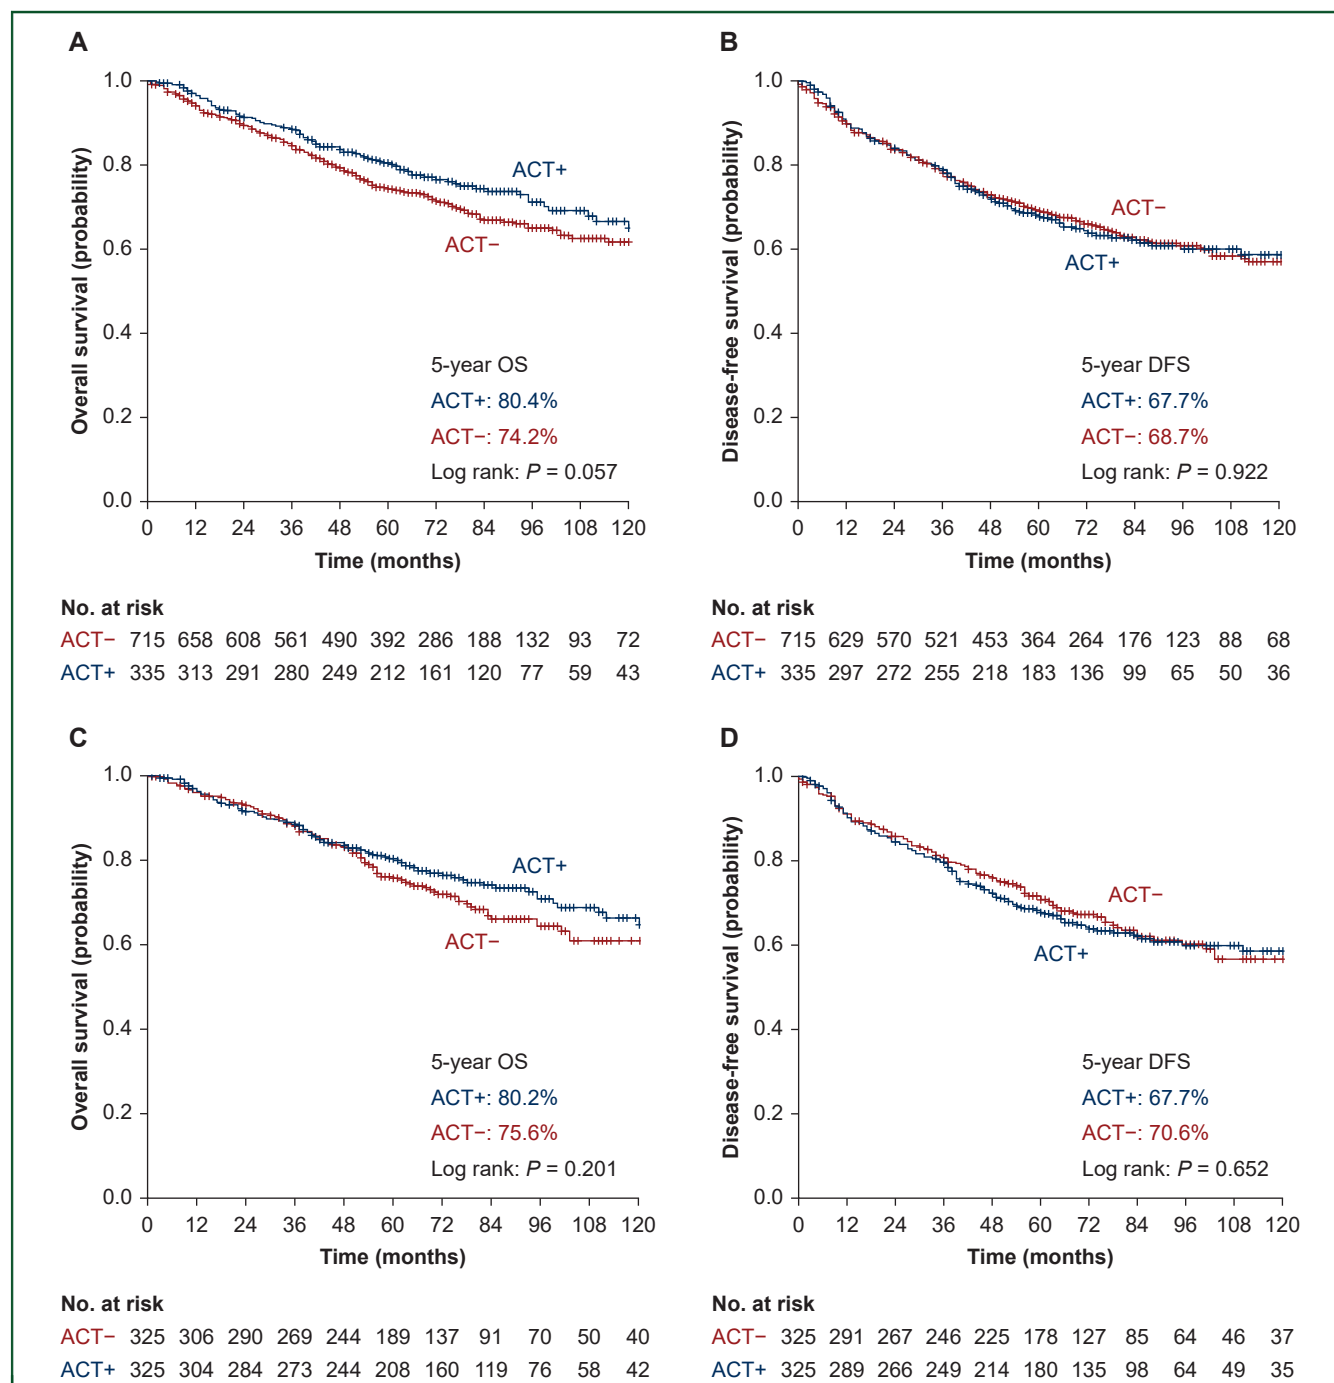 A
Overall survival (probability)
1.0
0.8
0.6
0.4
0.2
0.0
ACT+
ACT−
5-year OS
ACT+: 80.4%
ACT−: 74.2%
Log rank: P = 0.057
0 12 24 36 48 60 72 84 96 108 120
Time (months)
No. at risk
ACT− 715 658 608 561 490 392 286 188 132 93 72
ACT+ 335 313 291 280 249 212 161 120 77 59 43
B
Disease-free survival (probability)
1.0
0.8
0.6
0.4
0.2
0.0
ACT−
ACT+
5-year DFS
ACT+: 67.7%
ACT−: 68.7%
Log rank: P = 0.922
0 12 24 36 48 60 72 84 96 108 120
Time (months)
No. at risk
ACT− 715 629 570 521 453 364 264 176 123 88 68
ACT+ 335 297 272 255 218 183 136 99 65 50 36
C
Overall survival (probability)
1.0
0.8
0.6
0.4
0.2
0.0
ACT+
ACT−
5-year OS
ACT+: 80.2%
ACT−: 75.6%
Log rank: P = 0.201
0 12 24 36 48 60 72 84 96 108 120
Time (months)
No. at risk
ACT− 325 306 290 269 244 189 137 91 70 50 40
ACT+ 325 304 284 273 244 208 160 119 76 58 42
D
Disease-free survival (probability)
1.0
0.8
0.6
0.4
0.2
0.0
ACT−
ACT+
5-year DFS
ACT+: 67.7%
ACT−: 70.6%
Log rank: P = 0.652
0 12 24 36 48 60 72 84 96 108 120
Time (months)
No. at risk
ACT− 325 291 267 246 225 178 127 85 64 46 37
ACT+ 325 289 266 249 214 180 135 98 64 49 35